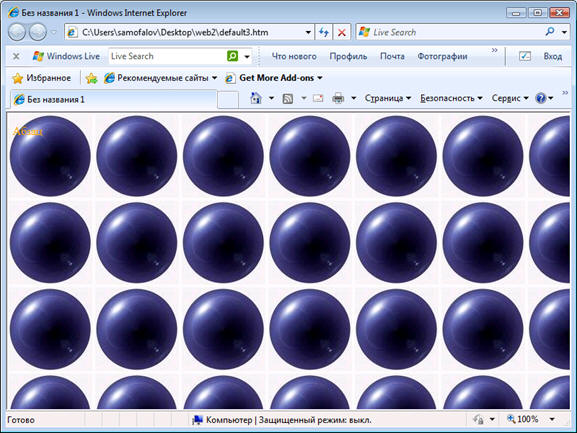 Без названия 1 - Windows Internet Explorer
C:\Users\samofalov\Desktop\web2\default3.htm
Live Search
Windows Live
Live Search
Что нового
Профиль
Почта
Фотографии
»
Вход
Избранное
Рекомендуемые сайты
Get More Add-ons
Без названия 1
Страница
Безопасность
Сервис
»
Абзац
Готово
Компьютер | Защищенный режим: выкл.
100%